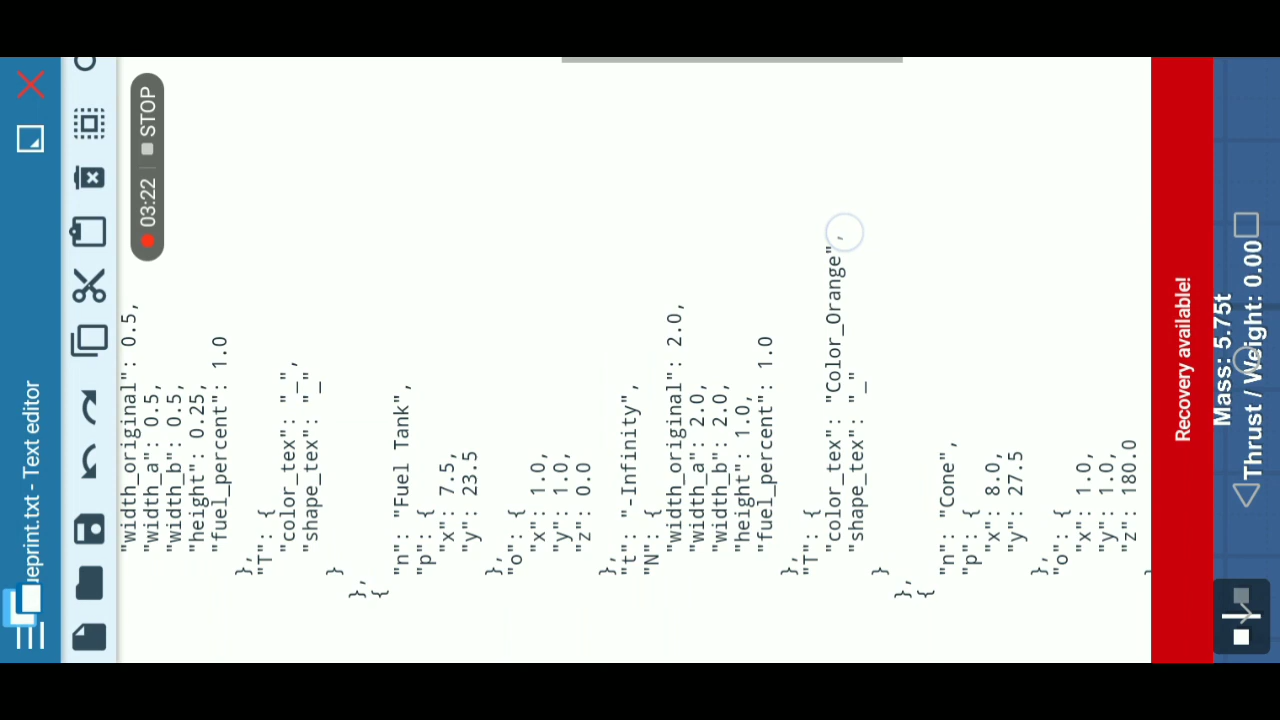 ueprint.txt - Text editor
03:22 STOP
"width_original": 0.5,
"width_a": 0.5,
"width_b": 0.5,
"height": 0.25,
"fuel_percent": 1.0
},
"T": {
"color_tex": "_",
"shape_tex": "_"
}
},
{
"n": "Fuel Tank",
"p": {
"x": 7.5,
"y": 23.5
},
"o": {
"x": 1.0,
"y": 1.0,
"z": 0.0
},
"t": "-Infinity",
"N": {
"width_original": 2.0,
"width_a": 2.0,
"width_b": 2.0,
"height": 1.0,
"fuel_percent": 1.0
},
"T": {
"color_tex": "Color_Orange",
"shape_tex": "_"
}
},
{
"n": "Cone",
"p": {
"x": 8.0,
"y": 27.5
},
"o": {
"x": 1.0,
"y": 1.0,
"z": 180.0
}
Recovery available!
Mass: 5.75t
Thrust / Weight: 0.00